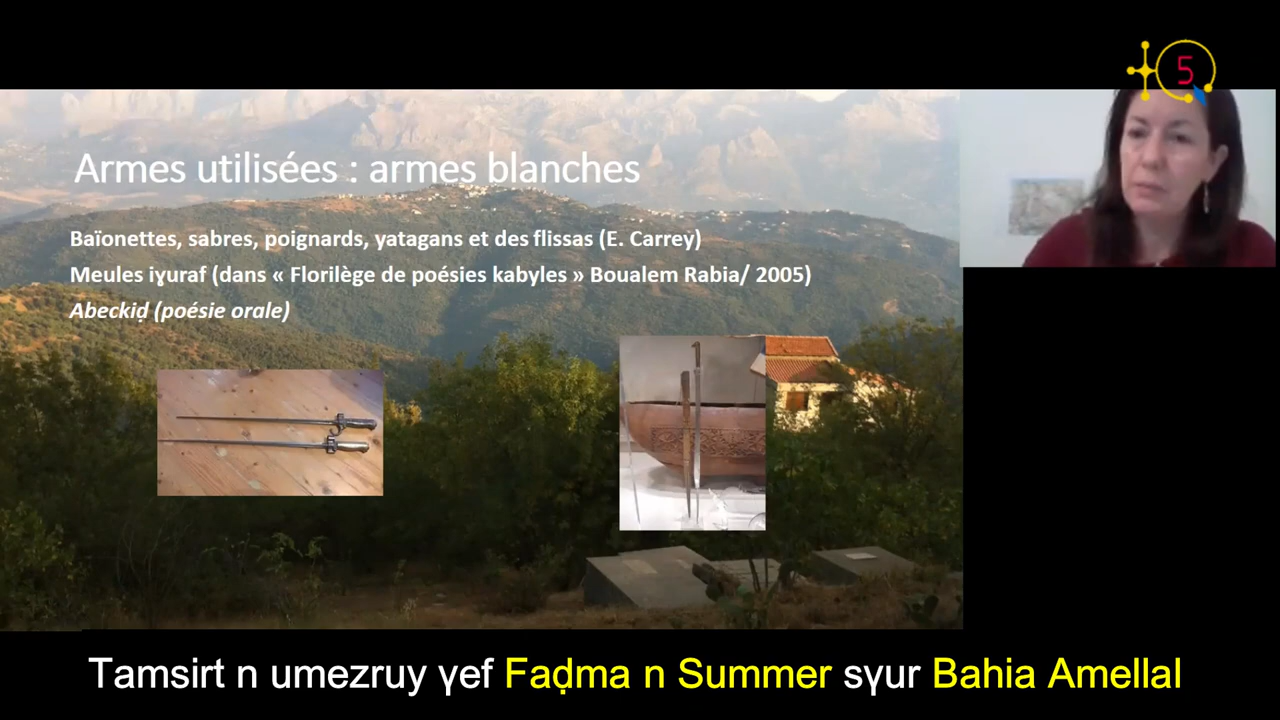 5
Armes utilisées : armes blanches
Baïonettes, sabres, poignards, yatagans et des flissas (E. Carrey)
Meules iɣuraf (dans « Florilège de poésies kabyles » Boualem Rabia/ 2005)
Abeckiḍ (poésie orale)
Tamsirt n umezruy ɣef Faḍma n Summer sɣur Bahia Amellal